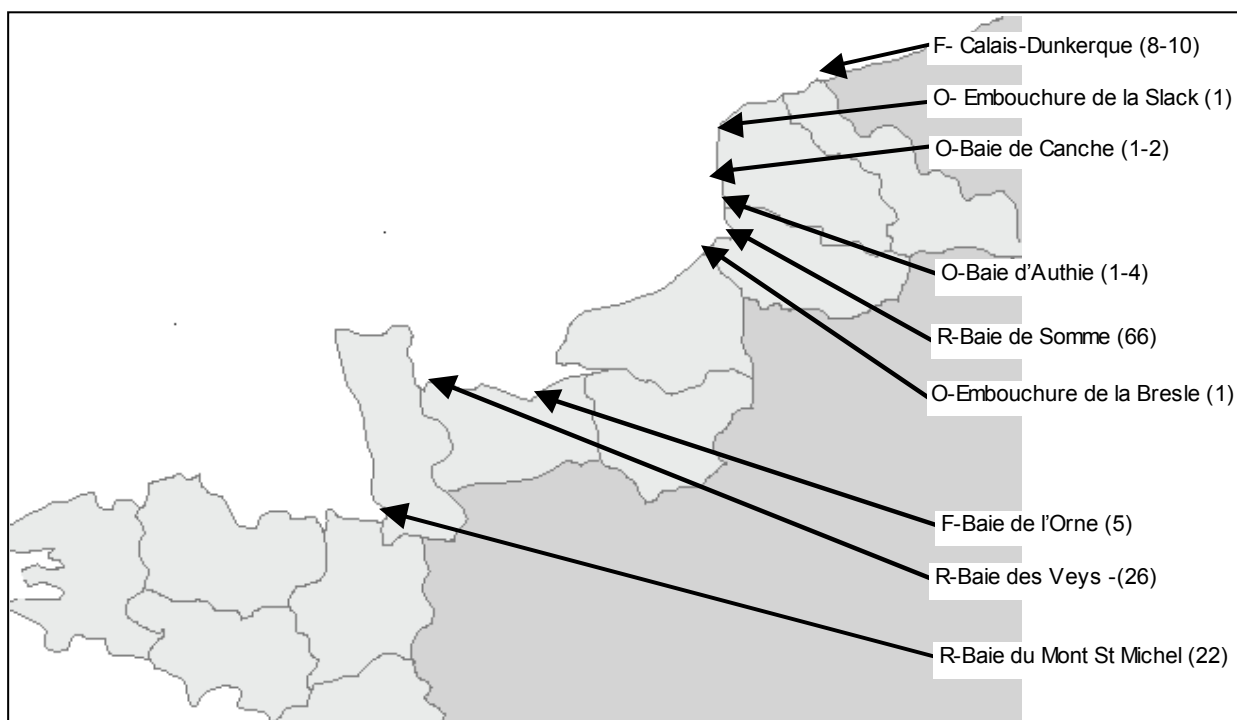 F- Calais-Dunkerque (8-10)
O- Embouchure de la Slack (1)
O-Baie de Canche (1-2)
O-Baie d'Authie (1-4)
R-Baie de Somme (66)
O-Embouchure de la Bresle (1)
F-Baie de l'Orne (5)
R-Baie des Veys -(26)
R-Baie du Mont St Michel (22)